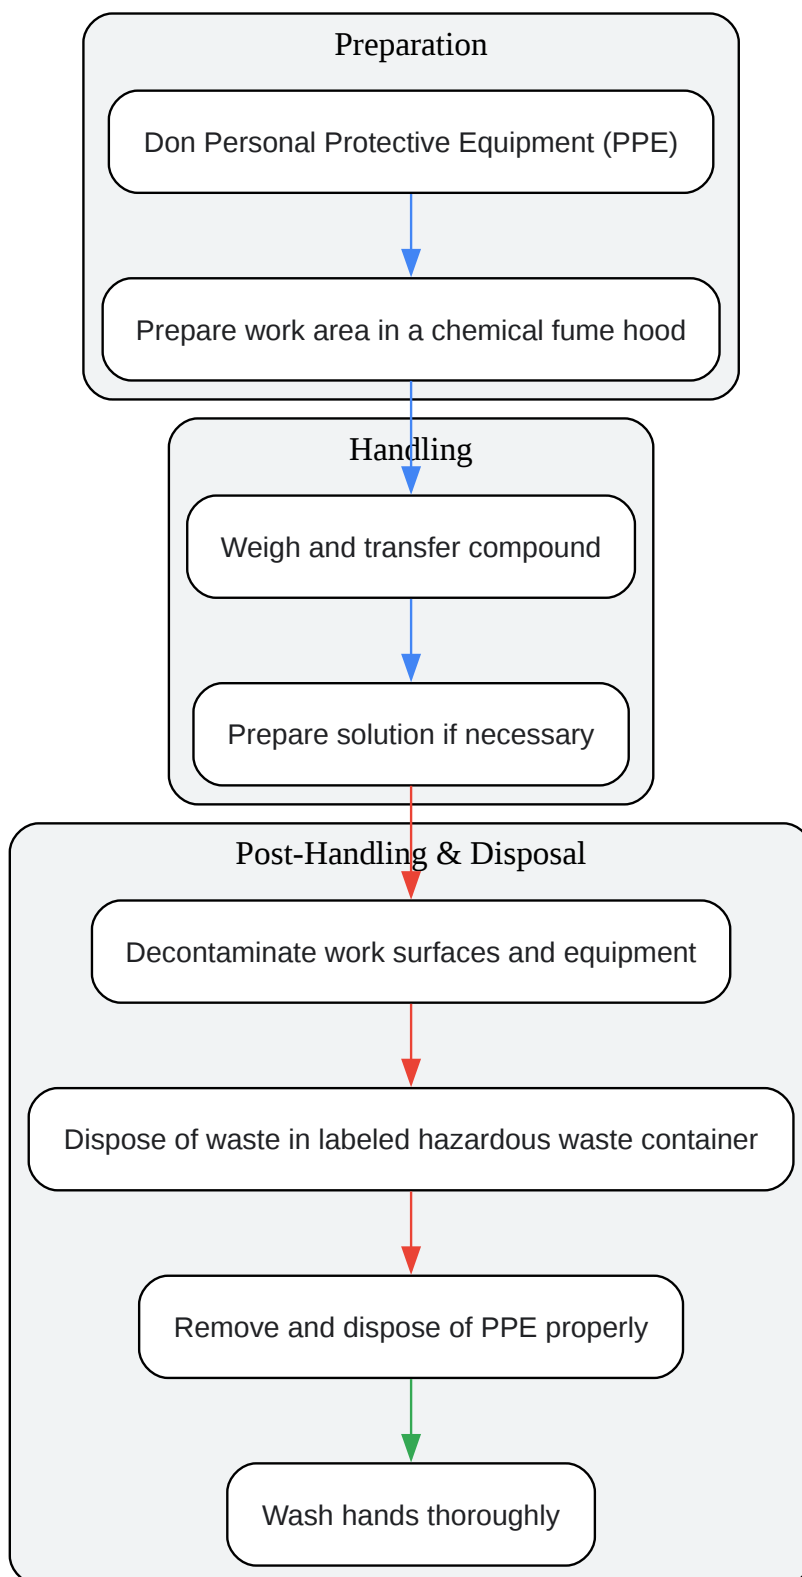 Preparation
Don Personal Protective Equipment (PPE)
Prepare work area in a chemical fume hood
Handling
Weigh and transfer compound
Prepare solution if necessary
Post-Handling & Disposal
Decontaminate work surfaces and equipment
Dispose of waste in labeled hazardous waste container
Remove and dispose of PPE properly
Wash hands thoroughly